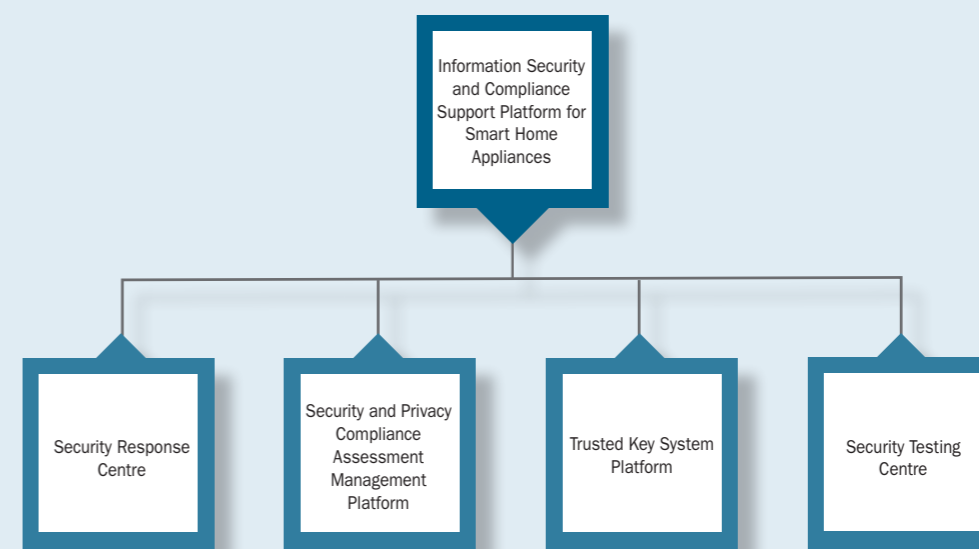 Information Security
and Compliance
Support Platform for
Smart Home
Appliances
Security Response
Centre
Security and Privacy
Compliance
Assessment
Management
Platform
Trusted Key System
Platform
Security Testing
Centre